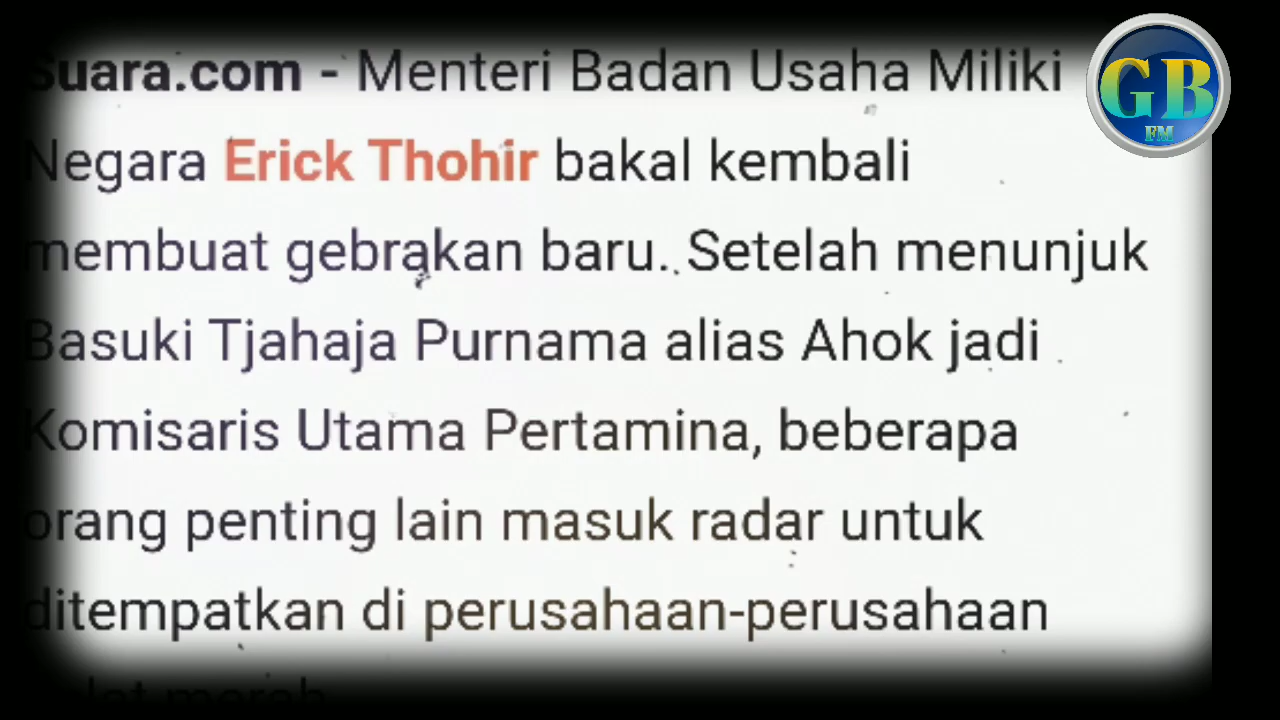 Suara.com - Menteri Badan Usaha Miliki
Negara Erick Thohir bakal kembali
membuat gebrakan baru. Setelah menunjuk
Basuki Tjahaja Purnama alias Ahok jadi
Komisaris Utama Pertamina, beberapa
orang penting lain masuk radar untuk
ditempatkan di perusahaan-perusahaan
merah
GB
FM